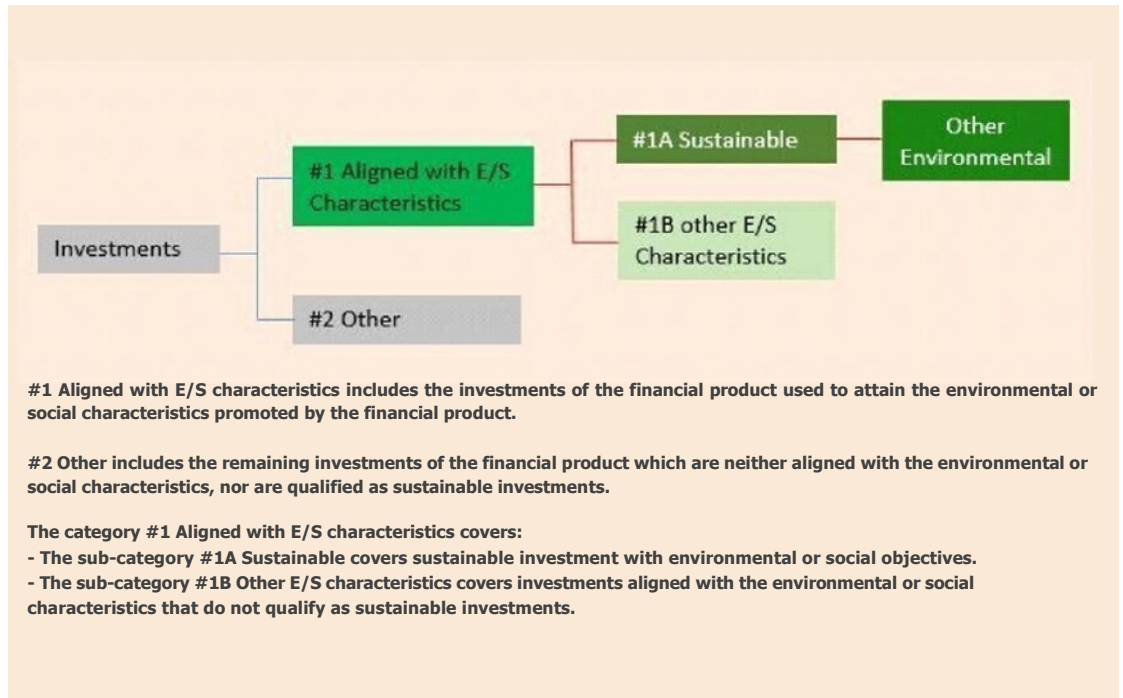 Other
Environmental
#1A Sustainable
#1 Aligned with E/S
Characteristics
#1B other E/S
Characteristics
Investments
#2 Other
#1 Aligned with E/S characteristics includes the investments of the financial product used to attain the environmental or
social characteristics promoted by the financial product.
#2 Other includes the remaining investments of the financial product which are neither aligned with the environmental or
social characteristics, nor are qualified as sustainable investments.
The category #1 Aligned with E/S characteristics covers:
- The sub-category #1A Sustainable covers sustainable investment with environmental or social objectives.
- The sub-category #1B Other E/S characteristics covers investments aligned with the environmental or social
characteristics that do not qualify as sustainable investments.